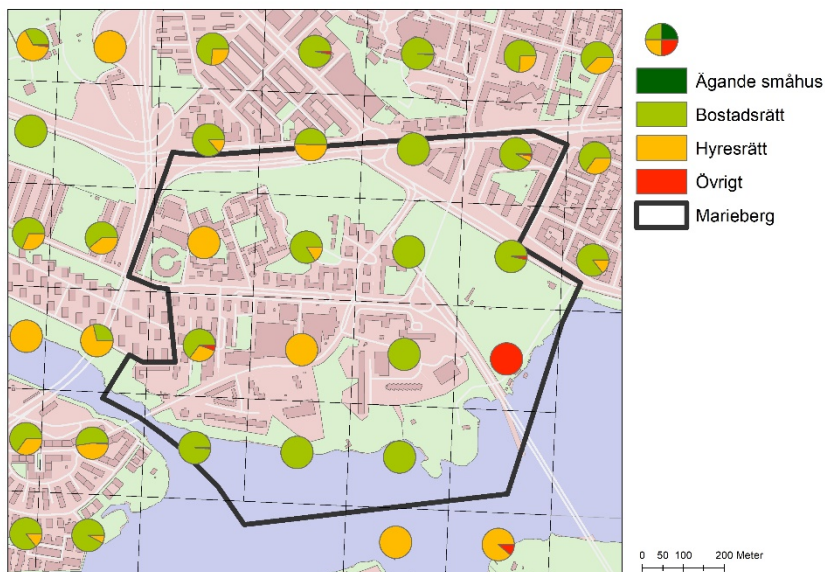 Ägande småhus
Bostadsrätt
Hyresrätt
Övrigt
Marieberg
0 50 100 200 Meter